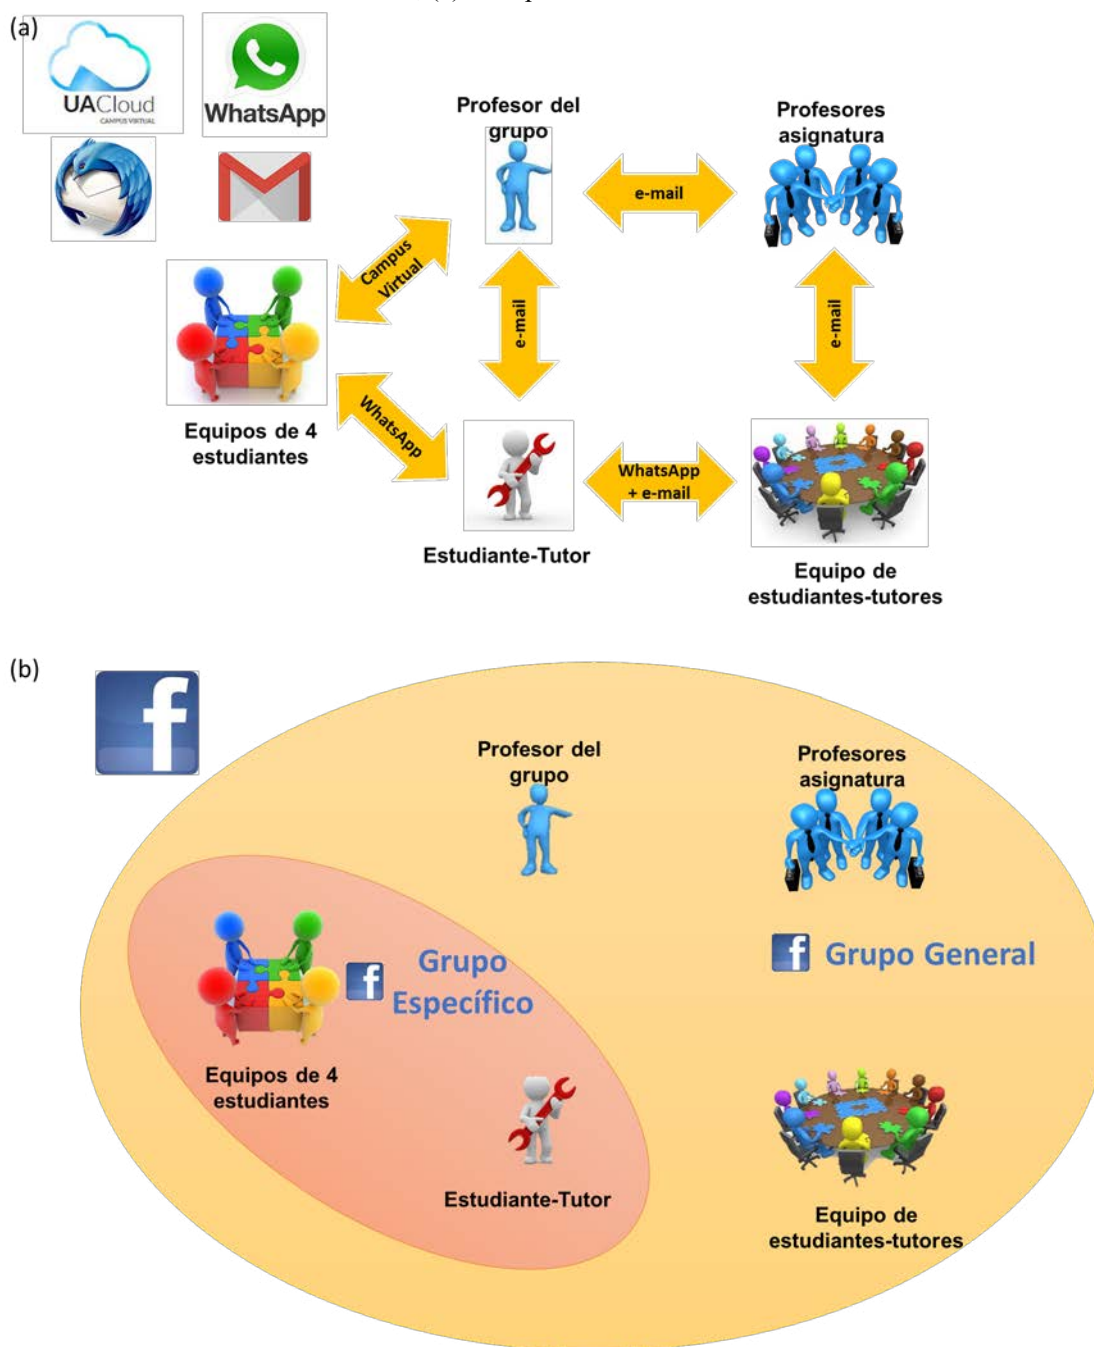 (a)
UACloud
CAMPUS VIRTUAL
WhatsApp
Profesor del
grupo
Profesores
asignatura
e-mail
Campus
Virtual
e-mail
e-mail
Equipos de 4
estudiantes
WhatsApp
WhatsApp
+ e-mail
Estudiante-Tutor
Equipo de
estudiantes-tutores
(b)
f
Profesor del
grupo
Profesores
asignatura
f Grupo General
f Grupo
Específico
Equipos de 4
estudiantes
Estudiante-Tutor
Equipo de
estudiantes-tutores